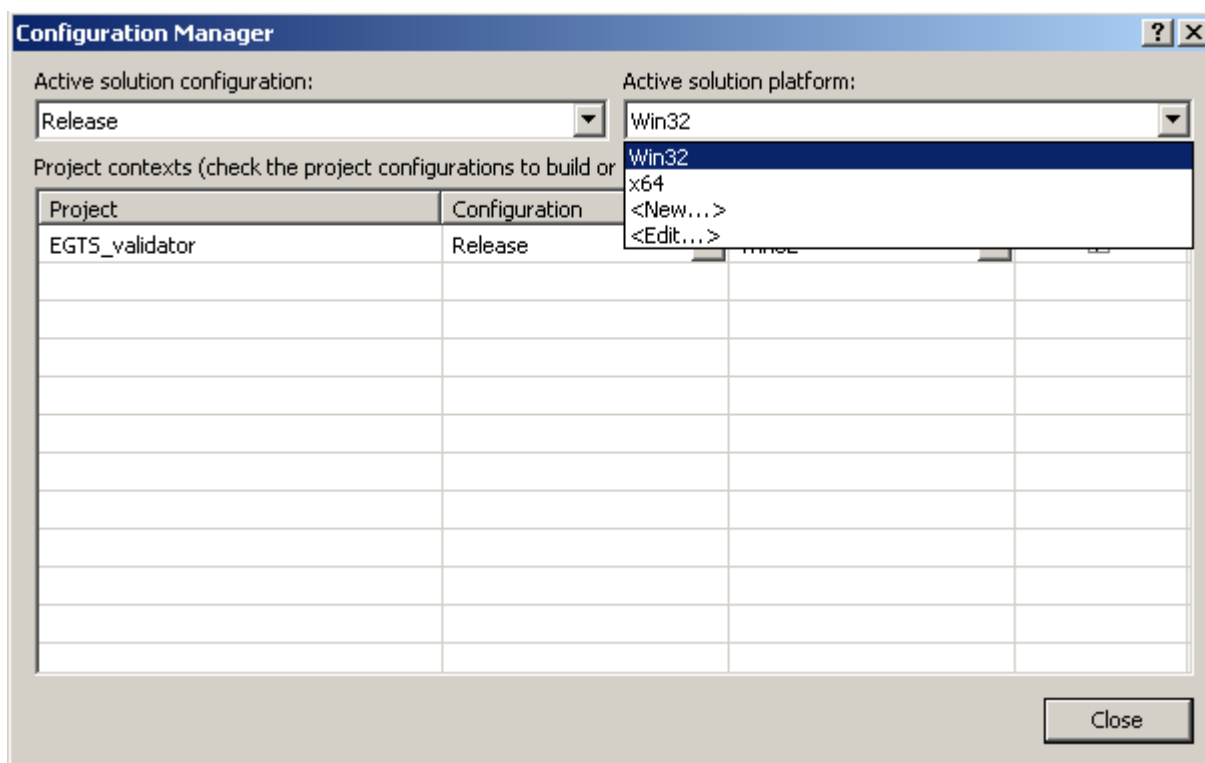 Configuration Manager
Active solution configuration:
Active solution platform:
Release
Win32
Project contexts (check the project configurations to build or
Win32
x64
<New...>
<Edit...>
Project
Configuration
EGTS_validator
Release
Close